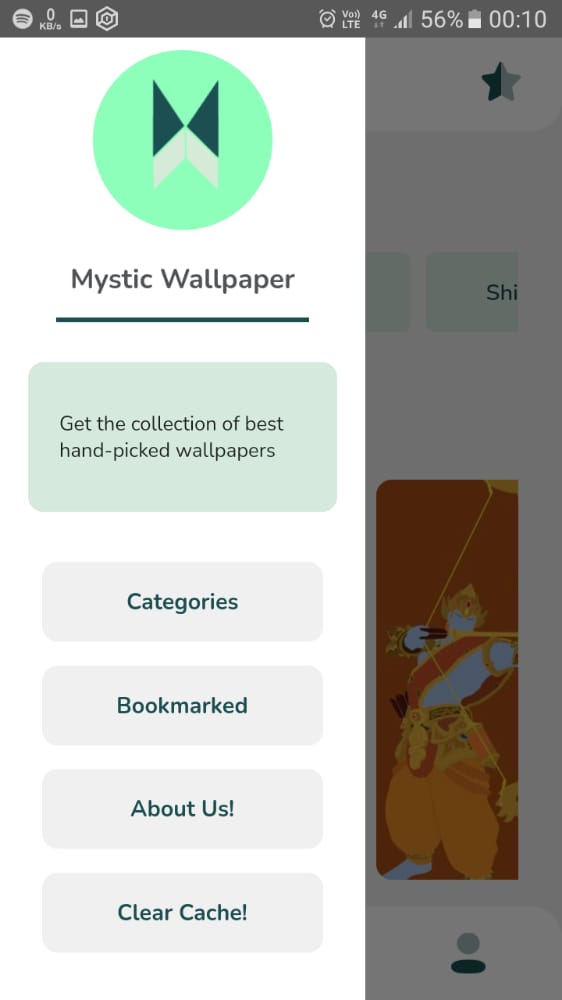 0
KB/s
Vo))
LTE
4G
56%
00:10
Mystic Wallpaper
Shi
Get the collection of best
hand-picked wallpapers
Categories
Bookmarked
About Us!
Clear Cache!